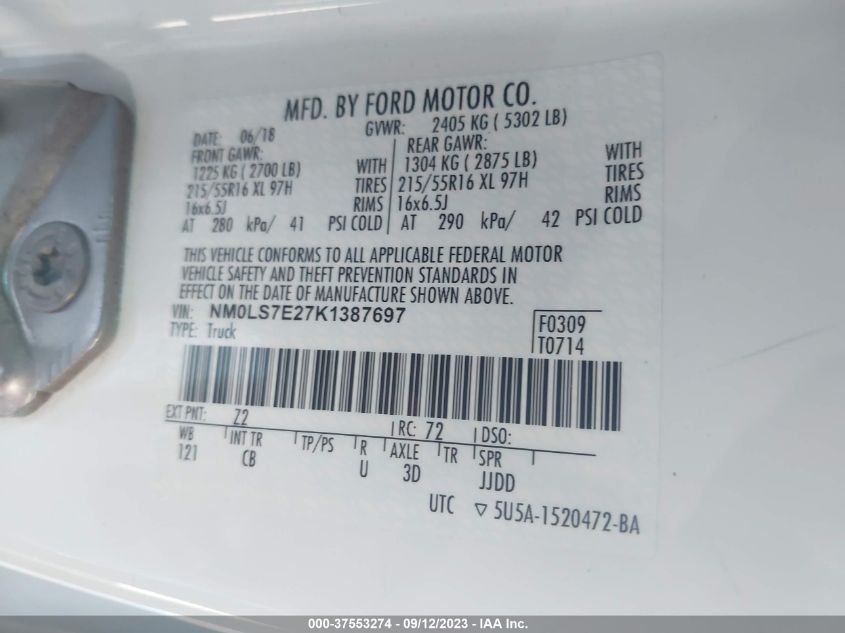 MFD. BY FORD MOTOR CO.
DATE: 06/18 GVWR: 2405 KG ( 5302 LB)
FRONT GAWR: REAR GAWR:
1225 KG ( 2700 LB) WITH 1304 KG ( 2875 LB) WITH
215/55R16 XL 97H TIRES 215/55R16 XL 97H TIRES
16x6.5J RIMS 16x6.5J RIMS
AT 280 kPa/ 41 PSI COLD AT 290 kPa/ 42 PSI COLD
THIS VEHICLE CONFORMS TO ALL APPLICABLE FEDERAL MOTOR
VEHICLE SAFETY AND THEFT PREVENTION STANDARDS IN
EFFECT ON THE DATE OF MANUFACTURE SHOWN ABOVE.
VIN: NM0LS7E27K1387697 F0309
TYPE: Truck T0714
EXT PNT: Z2 RC: 72 DSO:
WB INT TR TP/PS R AXLE TR SPR
121 CB U 3D JJDD
UTC ▽ 5U5A-1520472-BA
000-37553274 - 09/12/2023 - IAA Inc.